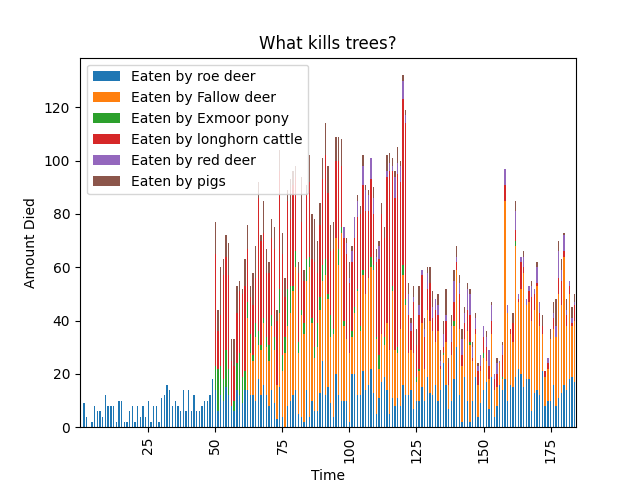 What kills trees?
Eaten by roe deer
Eaten by Fallow deer
Eaten by Exmoor pony
Eaten by longhorn cattle
Eaten by red deer
Eaten by pigs
Amount Died
120
100
80
60
40
20
0
25
50
75
100
125
150
175
Time